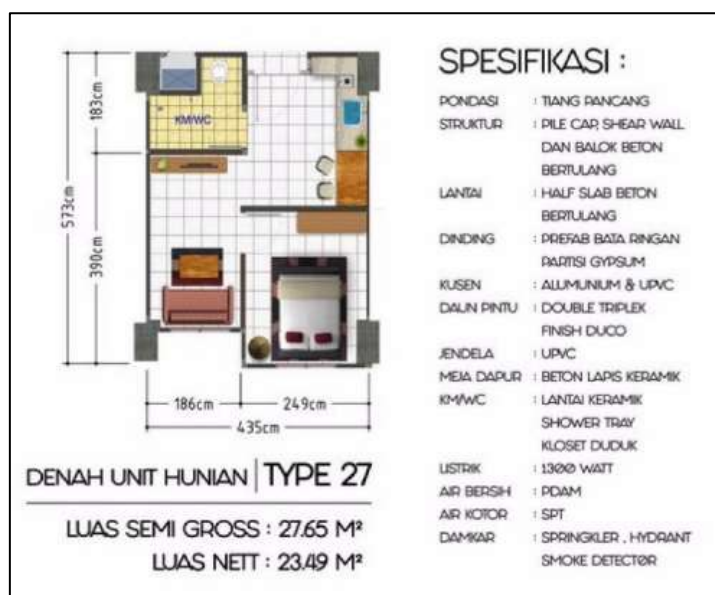 183cm
KM/WC
573cm
390cm
186cm
249cm
435cm
DENAH UNIT HUNIAN | TYPE 27
LUAS SEMI GROSS : 27.65 M²
LUAS NETT : 23.49 M²
SPESIFIKASI :
PONDASI : TIANG PANCANG
STRUKTUR : PILE CAP, SHEAR WALL
DAN BALOK BETON
BERTULANG
LANTAI : HALF SLAB BETON
BERTULANG
DINDING : PREFAB BATA RINGAN
PARTISI GYPSUM
KUSEN : ALUMUNIUM & UPVC
DAUN PINTU : DOUBLE TRIPLEK
FINISH DUCO
JENDELA : UPVC
MEJA DAPUR : BETON LAPIS KERAMIK
KM/WC : LANTAI KERAMIK
SHOWER TRAY
KLOSET DUDUK
LISTRIK : 1300 WATT
AIR BERSIH : PDAM
AIR KOTOR : SPT
DAMKAR : SPRINGKLER . HYDRANT
SMOKE DETECTOR